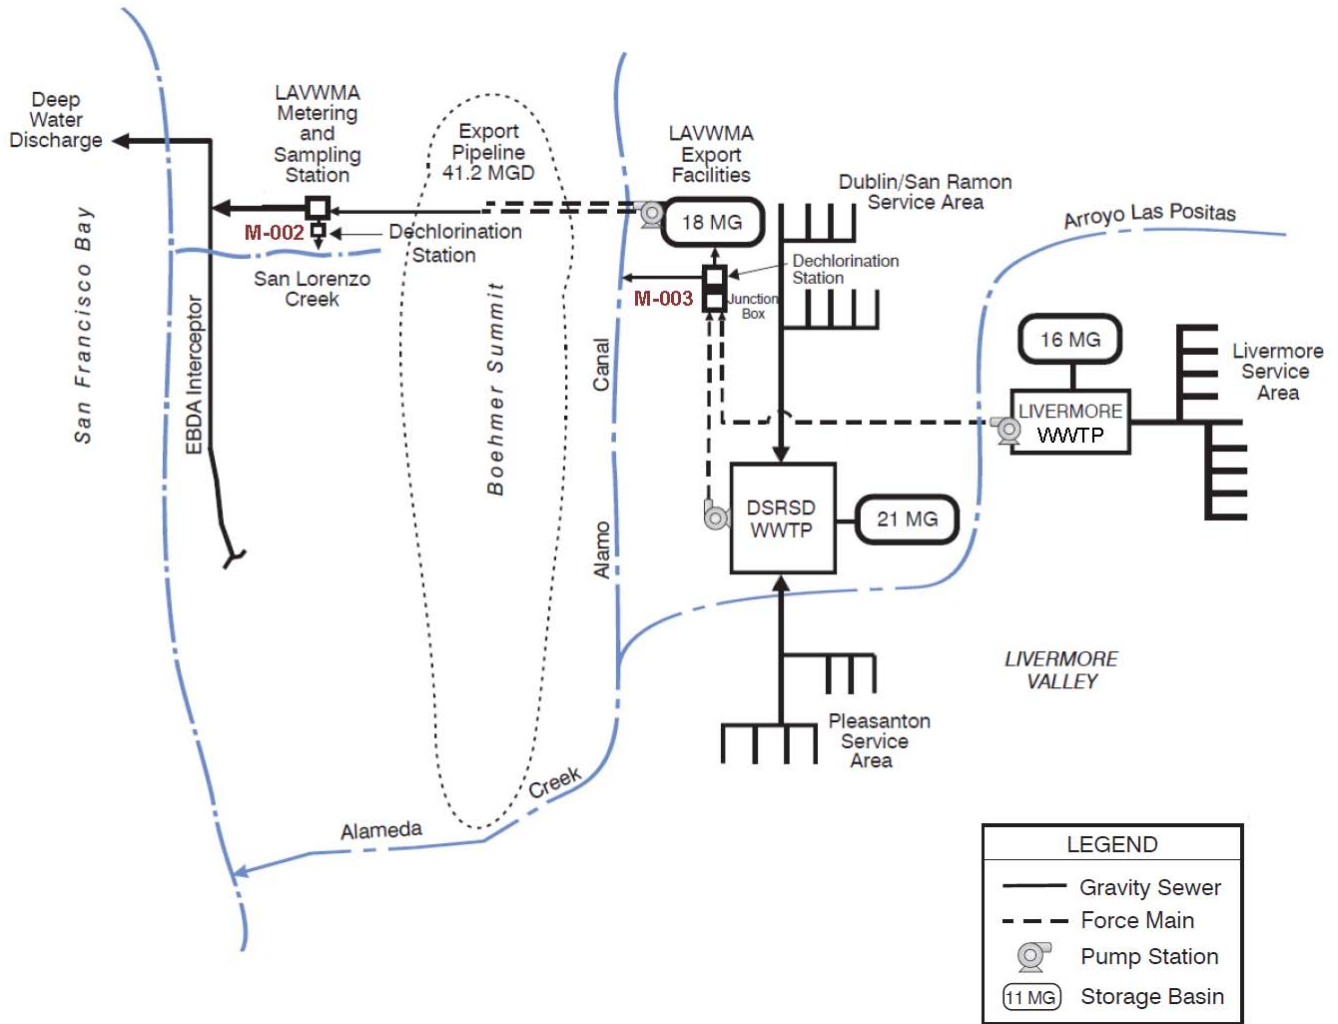 Deep
Water
Discharge
LAVWMA
Metering
and
Sampling
Station
Export
Pipeline
41.2 MGD
LAVWMA
Export
Facilities
18 MG
Dublin/San Ramon
Service Area
Arroyo Las Positas
M-002
Dechlorination
Station
San Lorenzo
Creek
Dechlorination
Station
M-003
Junction
Box
San Francisco Bay
EBDA Interceptor
Boehmer Summit
Alamo Canal
16 MG
LIVERMORE
WWTP
Livermore
Service
Area
DSRSD
WWTP
21 MG
LIVERMORE
VALLEY
Pleasanton
Service
Area
Alameda Creek
LEGEND
Gravity Sewer
Force Main
Pump Station
11 MG Storage Basin